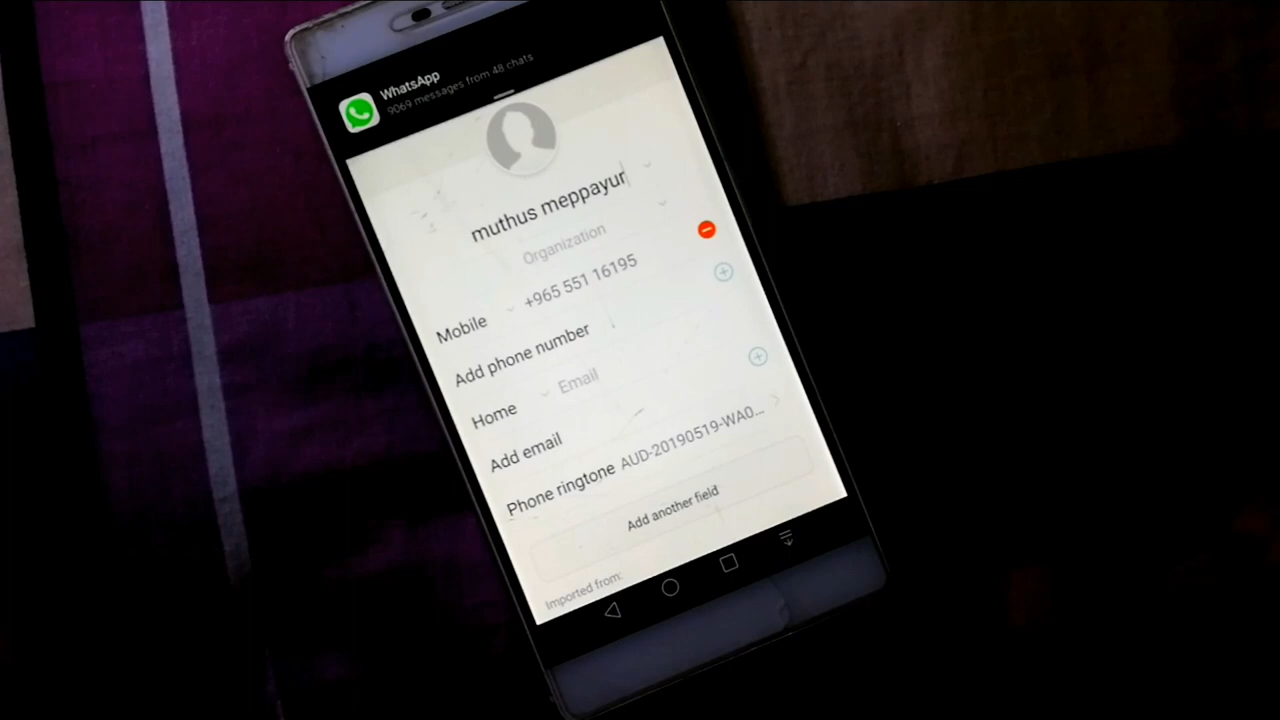 WhatsApp
9069 messages from 48 chats
muthus meppayur
Organization
Mobile +965 551 16195
Add phone number
Home Email
Add email
Phone ringtone AUD-20190519-WA0...
Add another field
Imported from: